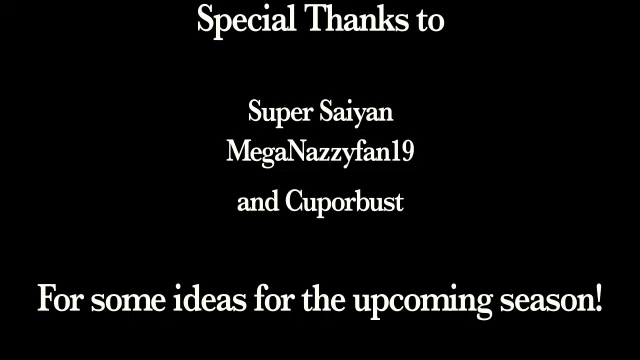 Special Thanks to
Super Saiyan
MegaNazzyfan19
and Cuporbust
For some ideas for the upcoming season!